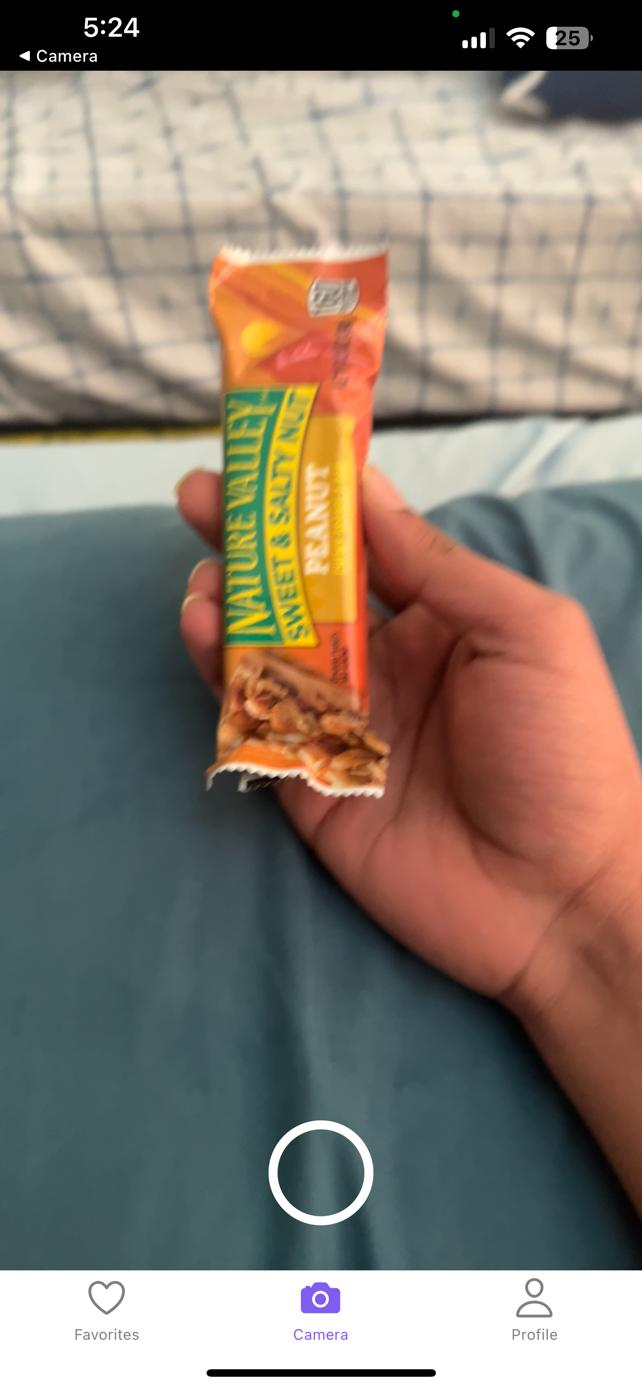 5:24
25
◀ Camera
NATURE VALLEY
SWEET & SALTY NUT
PEANUT
Favorites
Camera
Profile